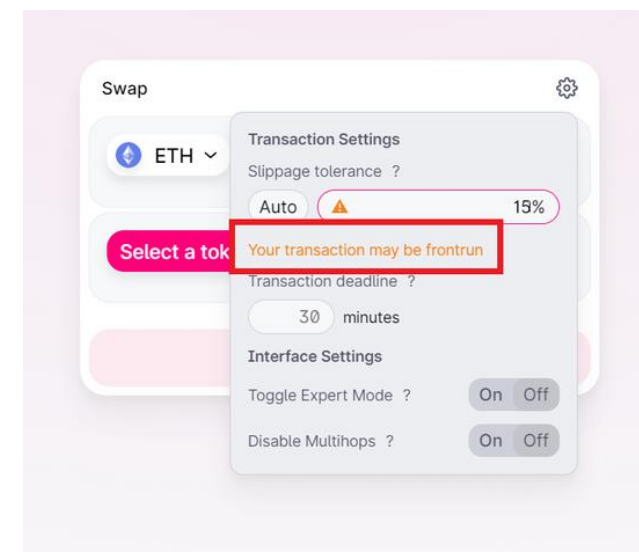 Swap
Transaction Settings
ETH
Slippage tolerance ?
Auto
Select a tok
Your transaction may be frontrun
Transaction deadline ?
30 minutes
Interface Settings
Toggle Expert Mode ? On Off
Disable Multihops ? On Off